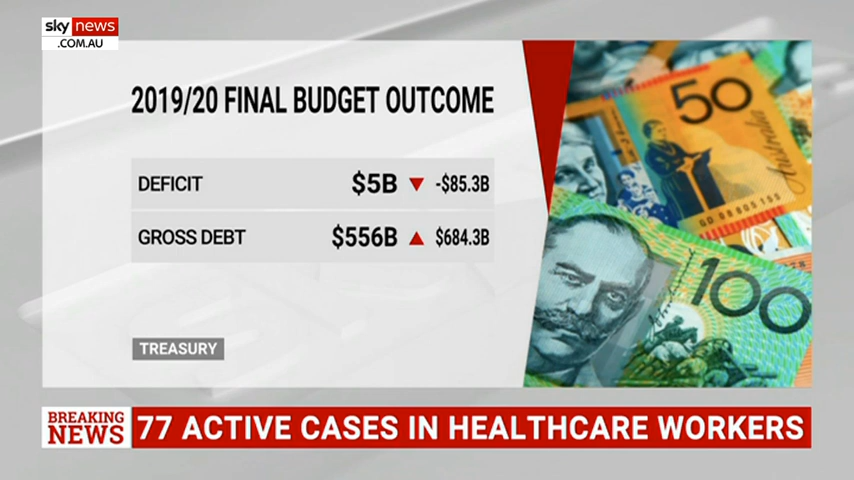 sky news
.COM.AU
2019/20 FINAL BUDGET OUTCOME
DEFICIT $5B ▼ -$85.3B
GROSS DEBT $556B ▲ $684.3B
TREASURY
50
Australia
100
BREAKING NEWS
77 ACTIVE CASES IN HEALTHCARE WORKERS